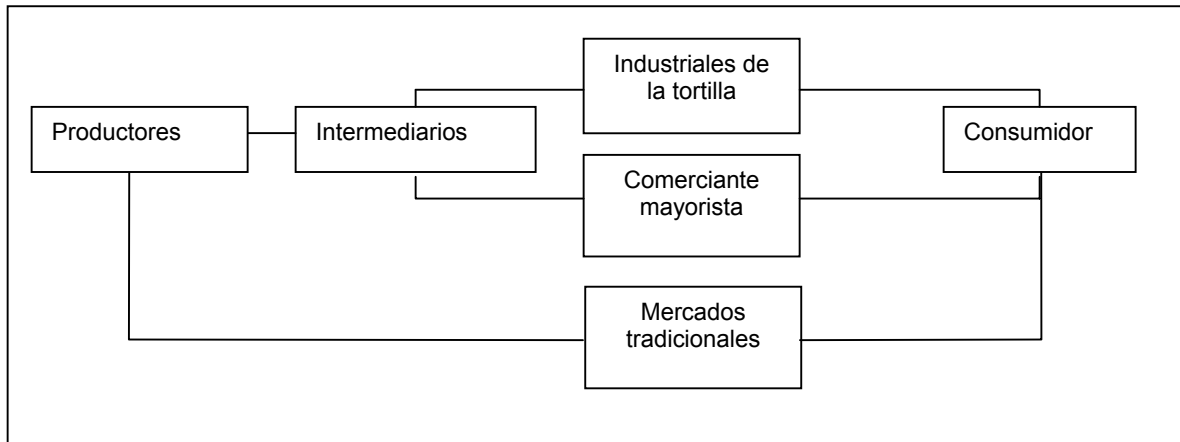 Industriales de
la tortilla
Productores
Intermediarios
Consumidor
Comerciante
mayorista
Mercados
tradicionales